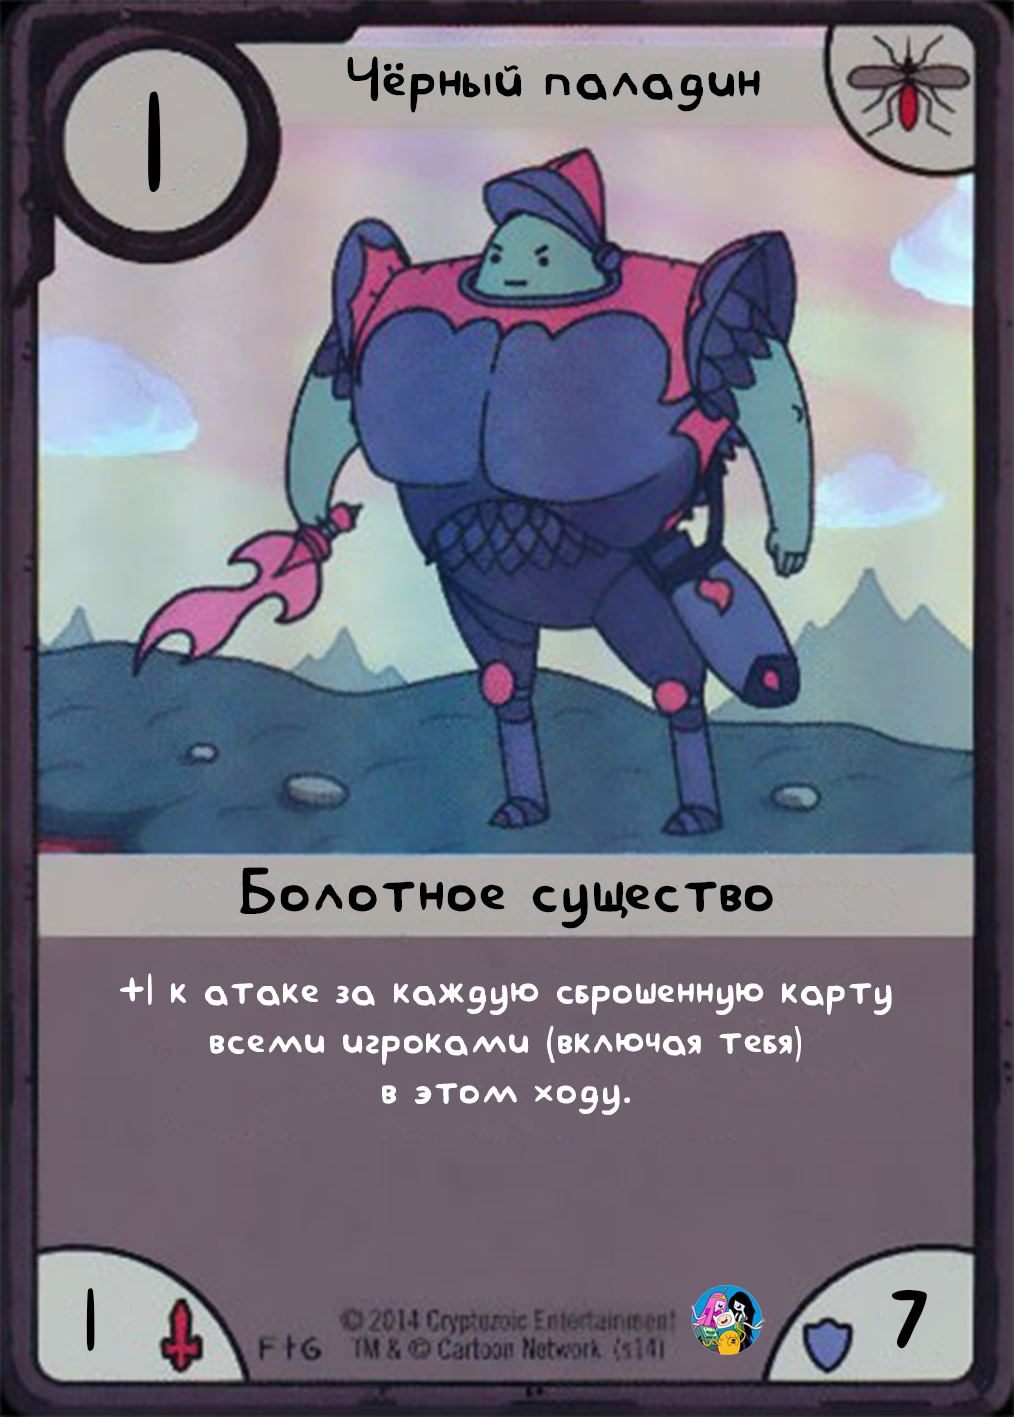 1
Чёрный паладин
Болотное существо
+1 к атаке за каждую сброшенную карту
всеми игроками (включая тебя)
в этом ходу.
1
© 2014 Cryptozoic Entertainment
TM & © Cartoon Network (s14)
7